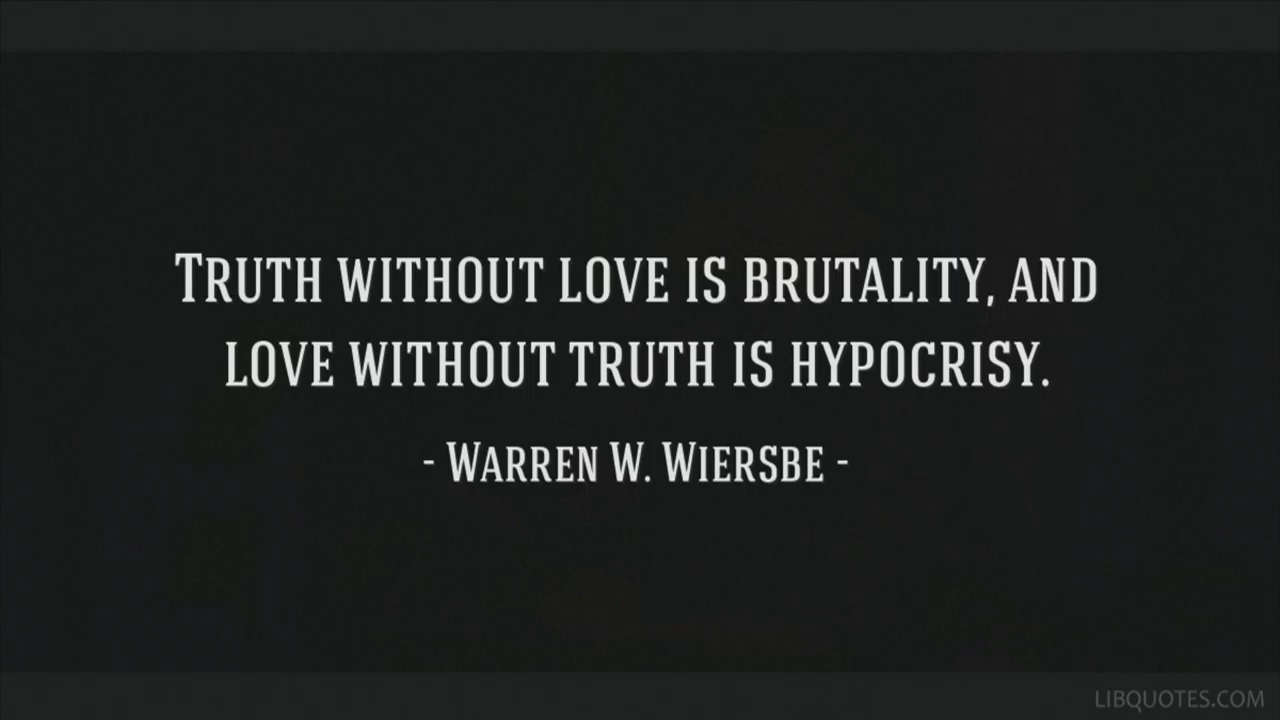 Truth without love is brutality, and
love without truth is hypocrisy.
- Warren W. Wiersbe -
LIBQUOTES.COM